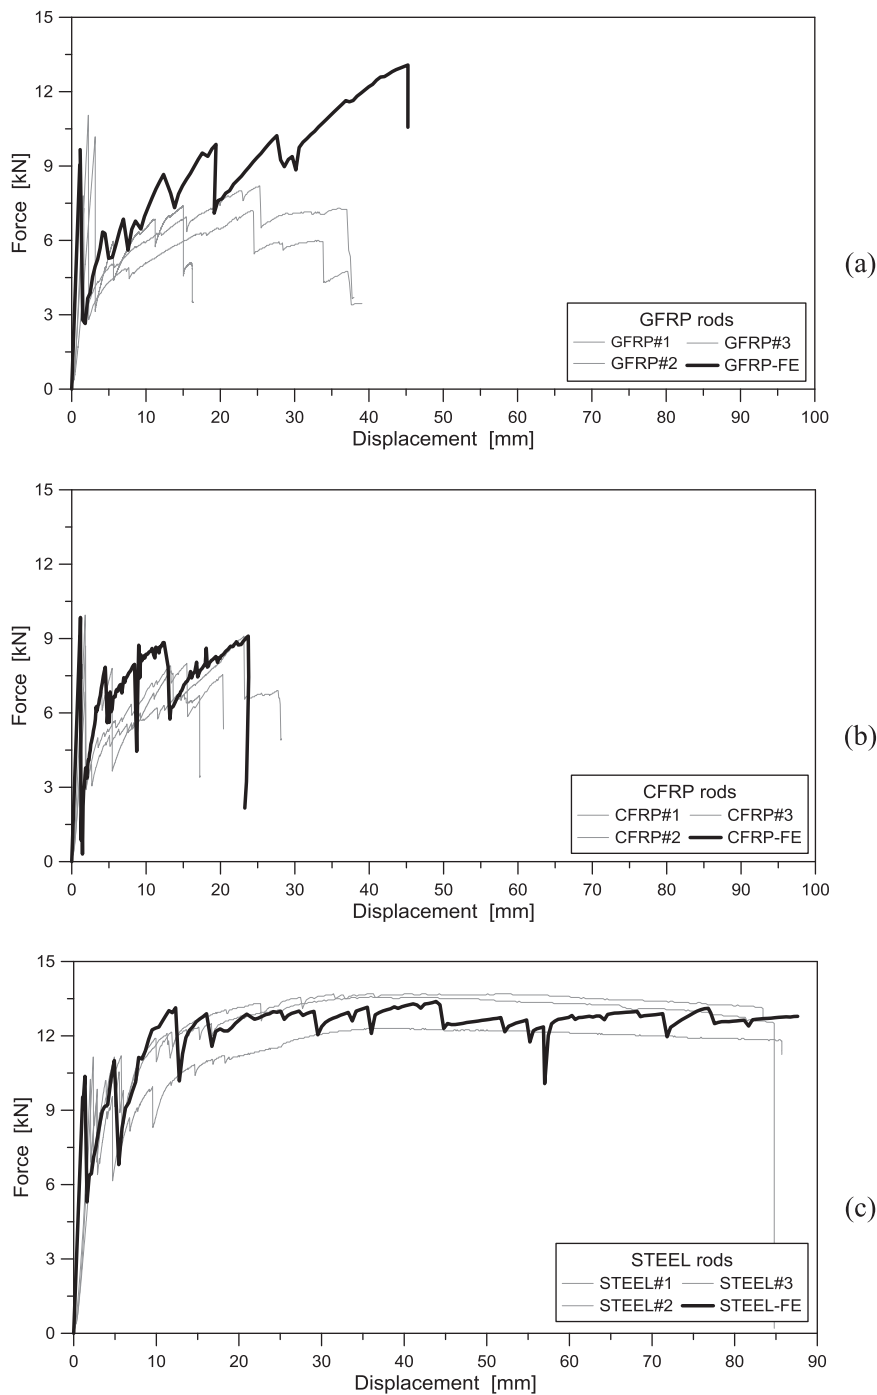 15
12
9
6
3
0
Force [kN]
0 10 20 30 40 50 60 70 80 90 100
Displacement [mm]
GFRP rods
GFRP#1 GFRP#3
GFRP#2 GFRP-FE
(a)
15
12
9
6
3
0
Force [kN]
0 10 20 30 40 50 60 70 80 90 100
Displacement [mm]
CFRP rods
CFRP#1 CFRP#3
CFRP#2 CFRP-FE
(b)
15
12
9
6
3
0
Force [kN]
0 10 20 30 40 50 60 70 80 90
Displacement [mm]
STEEL rods
STEEL#1 STEEL#3
STEEL#2 STEEL-FE
(c)